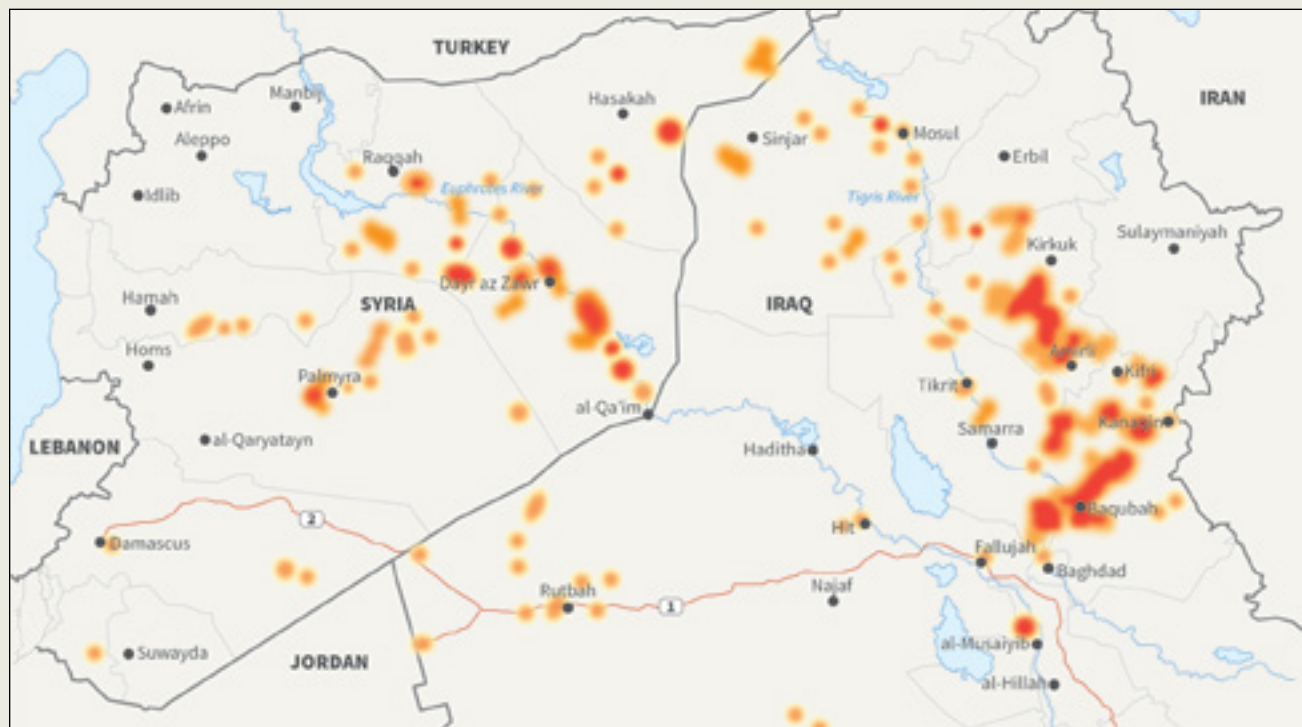 TURKEY
IRAN
Hasakah
Manbij
Afrin
Mosul
Sinjar
Aleppo
Erbil
Raqqah
Euphrates River
Idlib
Tigris River
Sulaymaniyah
Kirkuk
Dayr az Zawr
Hamah
SYRIA
IRAQ
Homs
Amirli
Kifri
Palmyra
Tikrit
al-Qa'im
Kanaqin
Samarra
al-Qaryatayn
LEBANON
Haditha
Baqubah
2
Hit
Damascus
Fallujah
Baghdad
Rutbah
Najaf
1
al-Musaiyib
Suwayda
JORDAN
al-Hillah